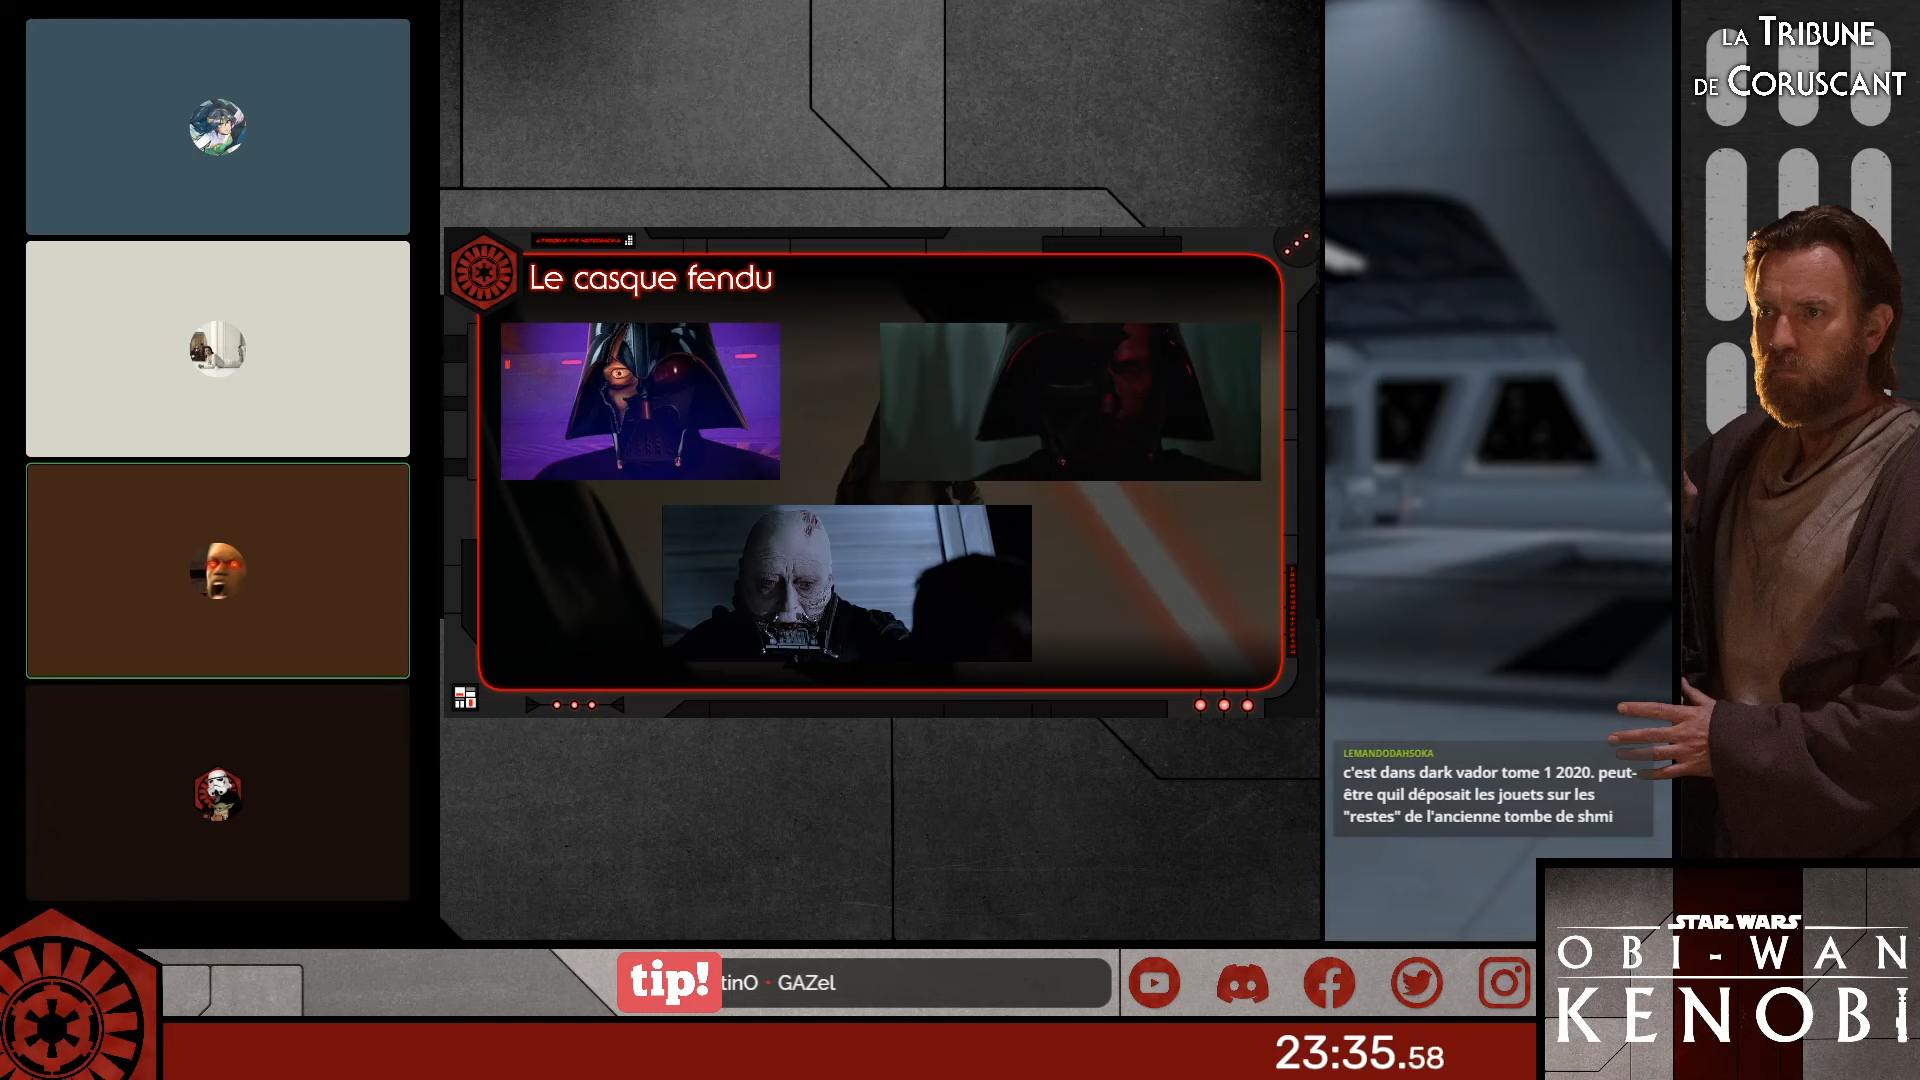 LA TRIBUNE
DE CORUSCANT
Le casque fendu
LEMANDODAHSOKA
c'est dans dark vador tome 1 2020. peut-
être quil déposait les jouets sur les
"restes" de l'ancienne tombe de shmi
tip!
tinO · GAZel
STAR WARS
OBI-WAN
KENOBI
23:35.58